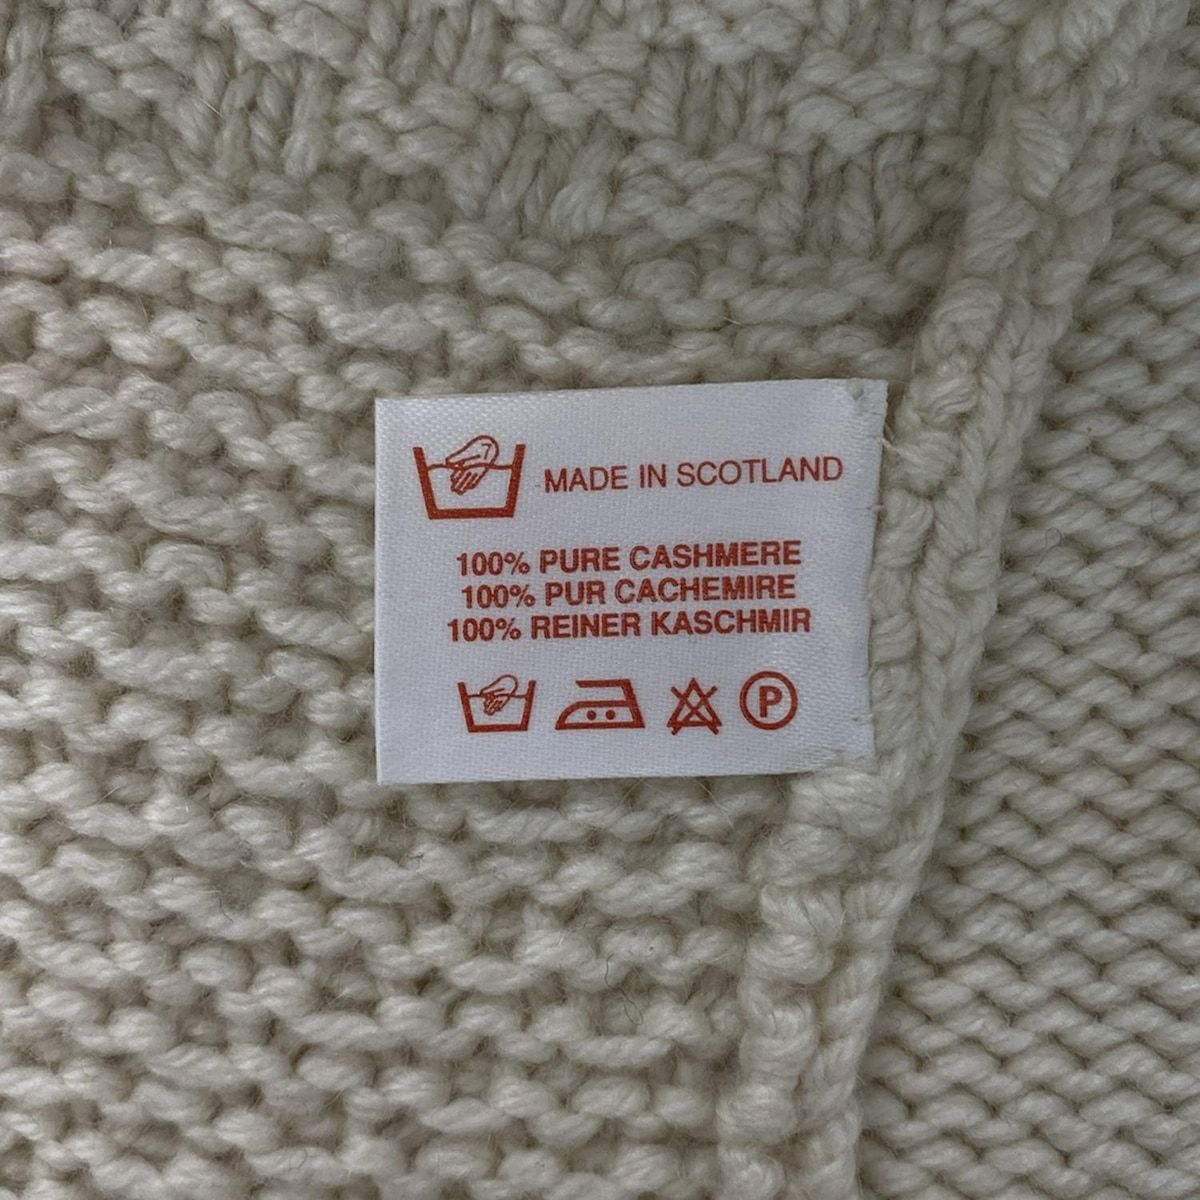 MADE IN SCOTLAND
100% PURE CASHMERE
100% PUR CACHEMIRE
100% REINER KASCHMIR
P